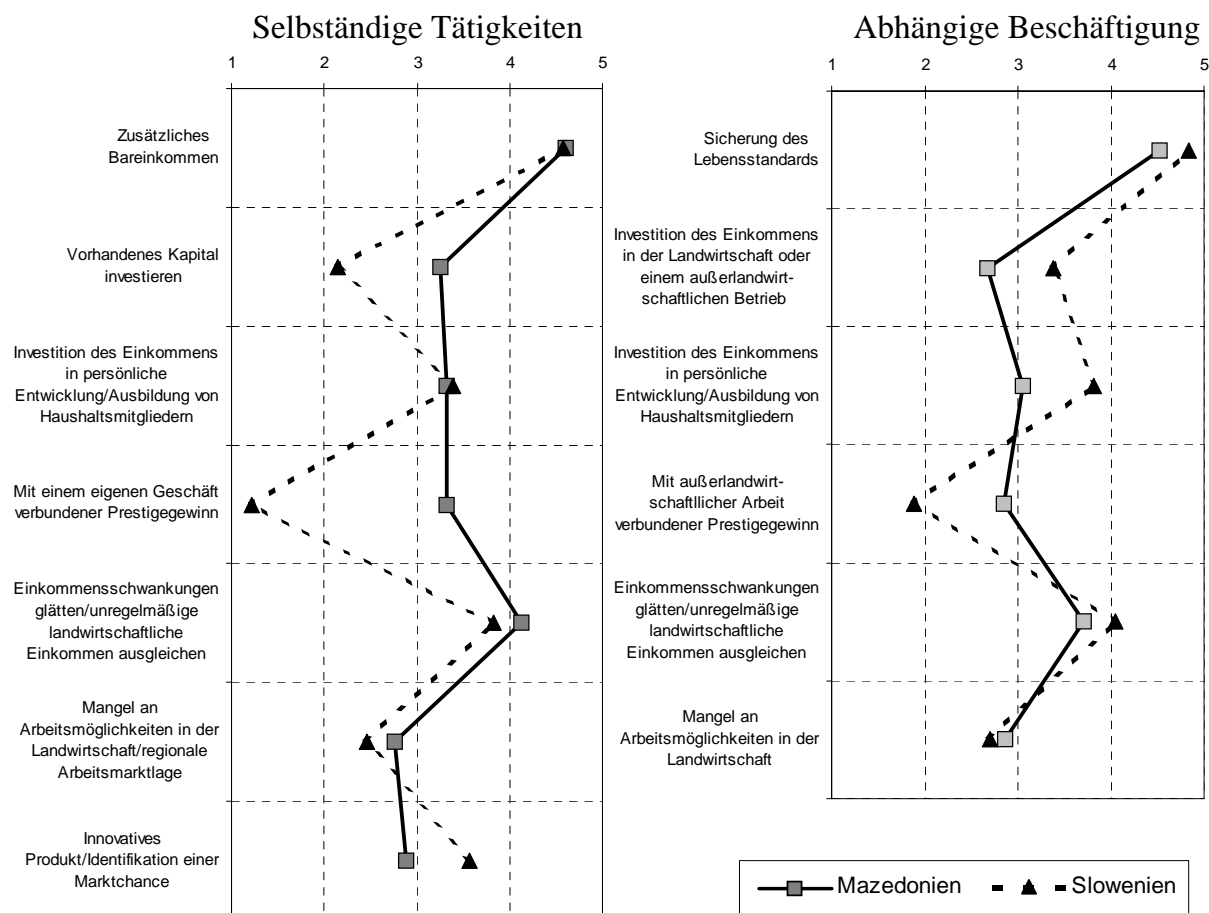 Selbständige Tätigkeiten
1 2 3 4 5
Zusätzliches
Bareinkommen
Vorhandenes Kapital
investieren
Investition des Einkommens
in persönliche
Entwicklung/Ausbildung von
Haushaltsmitgliedern
Mit einem eigenen Geschäft
verbundener Prestigegewinn
Einkommensschwankungen
glätten/unregelmäßige
landwirtschaftliche
Einkommen ausgleichen
Mangel an
Arbeitsmöglichkeiten in der
Landwirtschaft/regionale
Arbeitsmarktlage
Innovatives
Produkt/Identifikation einer
Marktchance
Abhängige Beschäftigung
1 2 3 4 5
Sicherung des
Lebensstandards
Investition des Einkommens
in der Landwirtschaft oder
einem außerlandwirt-
schaftlichen Betrieb
Investition des Einkommens
in persönliche
Entwicklung/Ausbildung von
Haushaltsmitgliedern
Mit außerlandwirt-
schaftllicher Arbeit
verbundener Prestigegewinn
Einkommensschwankungen
glätten/unregelmäßige
landwirtschaftliche
Einkommen ausgleichen
Mangel an
Arbeitsmöglichkeiten in der
Landwirtschaft
Mazedonien
Slowenien